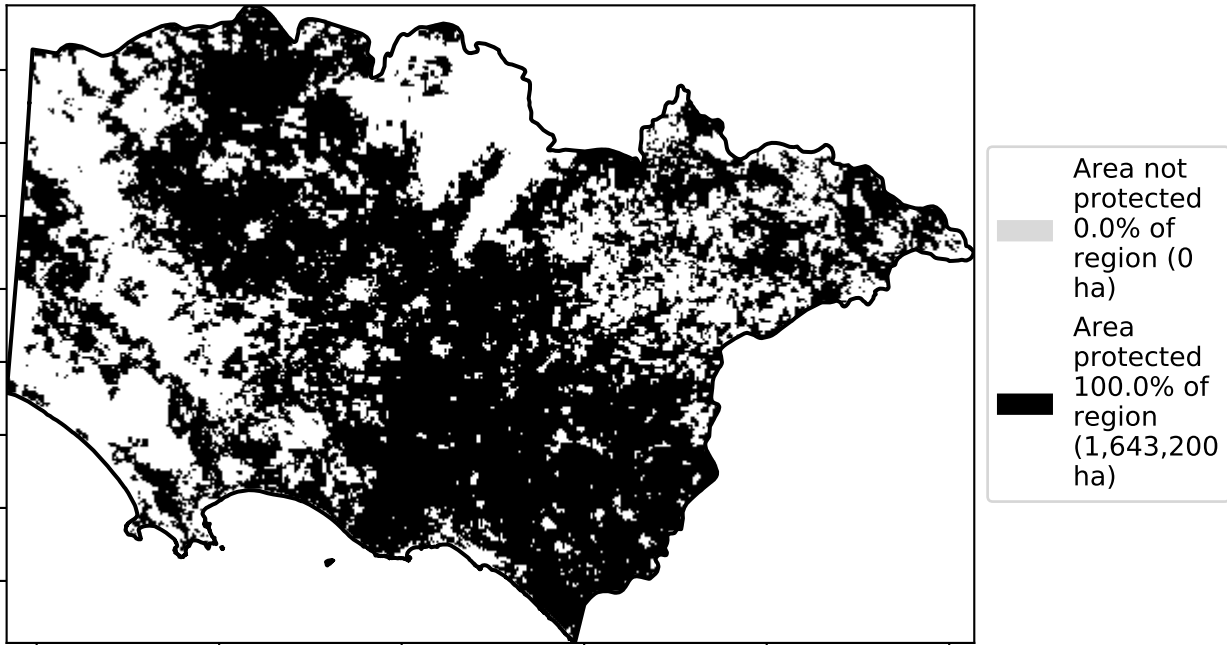 Area not
protected
0.0% of
region (0
ha)
Area
protected
100.0% of
region
(1,643,200
ha)